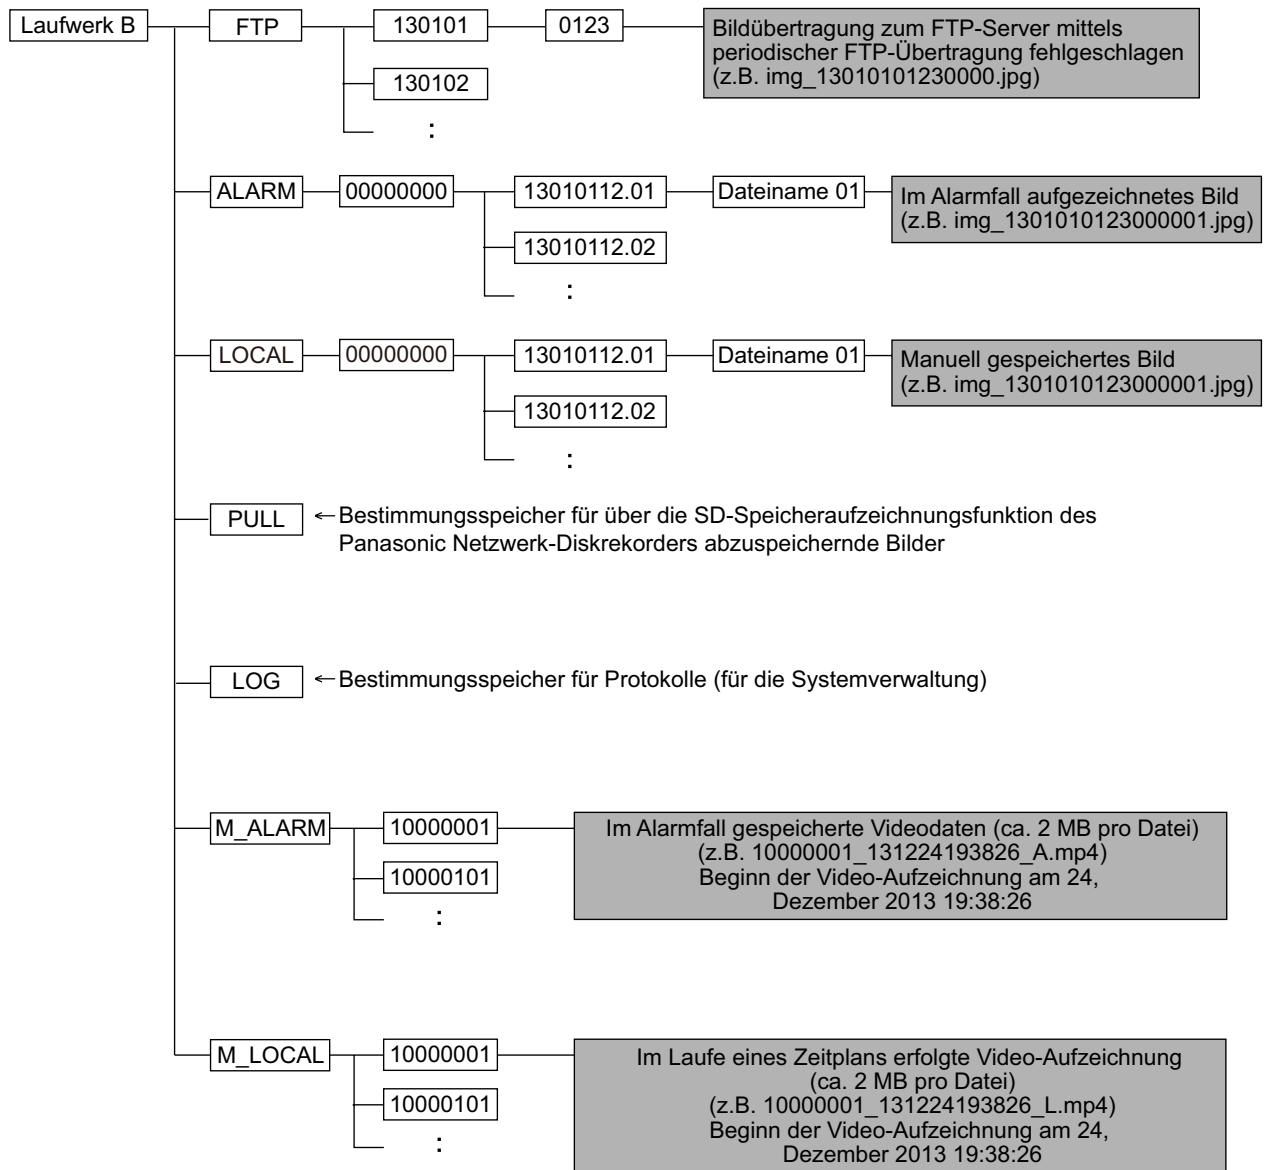 Laufwerk B
FTP
130101
0123
Bildübertragung zum FTP-Server mittels
periodischer FTP-Übertragung fehlgeschlagen
(z.B. img_13010101230000.jpg)
130102
:
ALARM
00000000
13010112.01
Dateiname 01
Im Alarmfall aufgezeichnetes Bild
(z.B. img_1301010123000001.jpg)
13010112.02
:
LOCAL
00000000
13010112.01
Dateiname 01
Manuell gespeichertes Bild
(z.B. img_1301010123000001.jpg)
13010112.02
:
PULL
Bestimmungsspeicher für über die SD-Speicheraufzeichnungsfunktion des
Panasonic Netzwerk-Diskrekorders abzuspeichernde Bilder
LOG
Bestimmungsspeicher für Protokolle (für die Systemverwaltung)
M_ALARM
10000001
Im Alarmfall gespeicherte Videodaten (ca. 2 MB pro Datei)
(z.B. 10000001_131224193826_A.mp4)
Beginn der Video-Aufzeichnung am 24,
Dezember 2013 19:38:26
10000101
:
M_LOCAL
10000001
Im Laufe eines Zeitplans erfolgte Video-Aufzeichnung
(ca. 2 MB pro Datei)
(z.B. 10000001_131224193826_L.mp4)
Beginn der Video-Aufzeichnung am 24,
Dezember 2013 19:38:26
10000101
: